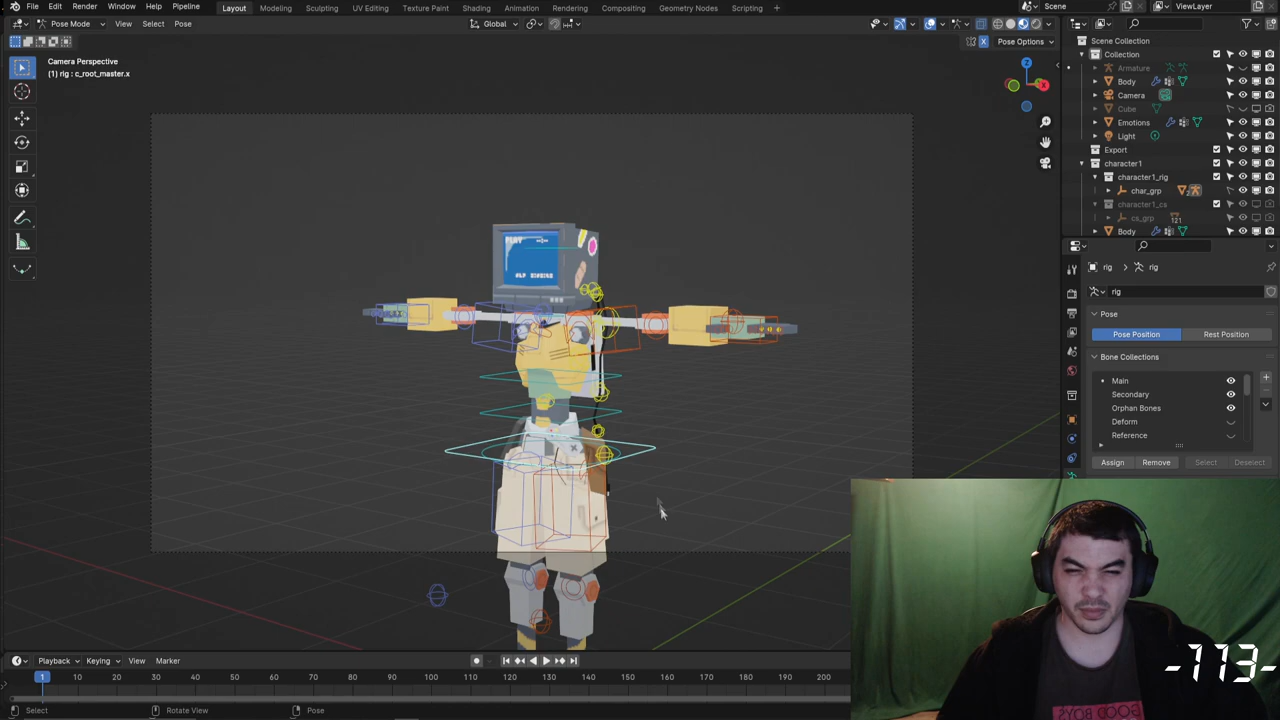 File Edit Render Window Help Pipeline Layout Modeling Sculpting UV Editing Texture Paint Shading Animation Rendering Compositing Geometry Nodes Scripting + Scene ViewLayer
Pose Mode View Select Pose Global
Pose Options
Camera Perspective
(1) rig : c_root_master.x
Z
X
Scene Collection
Collection
Armature
Body
Camera
Cube
Emotions
Light
Export
character1
character1_rig
char_grp
character1_cs
cs_grp
121
Body
rig > rig
rig
Pose
Pose Position Rest Position
Bone Collections
Main
Secondary
Orphan Bones
Deform
Reference
Assign Remove Select Deselect
-113-
Playback Keying View Marker
1 10 20 30 40 50 60 70 80 90 100 110 120 130 140 150 160 170 180 190 200
Select Rotate View Pose